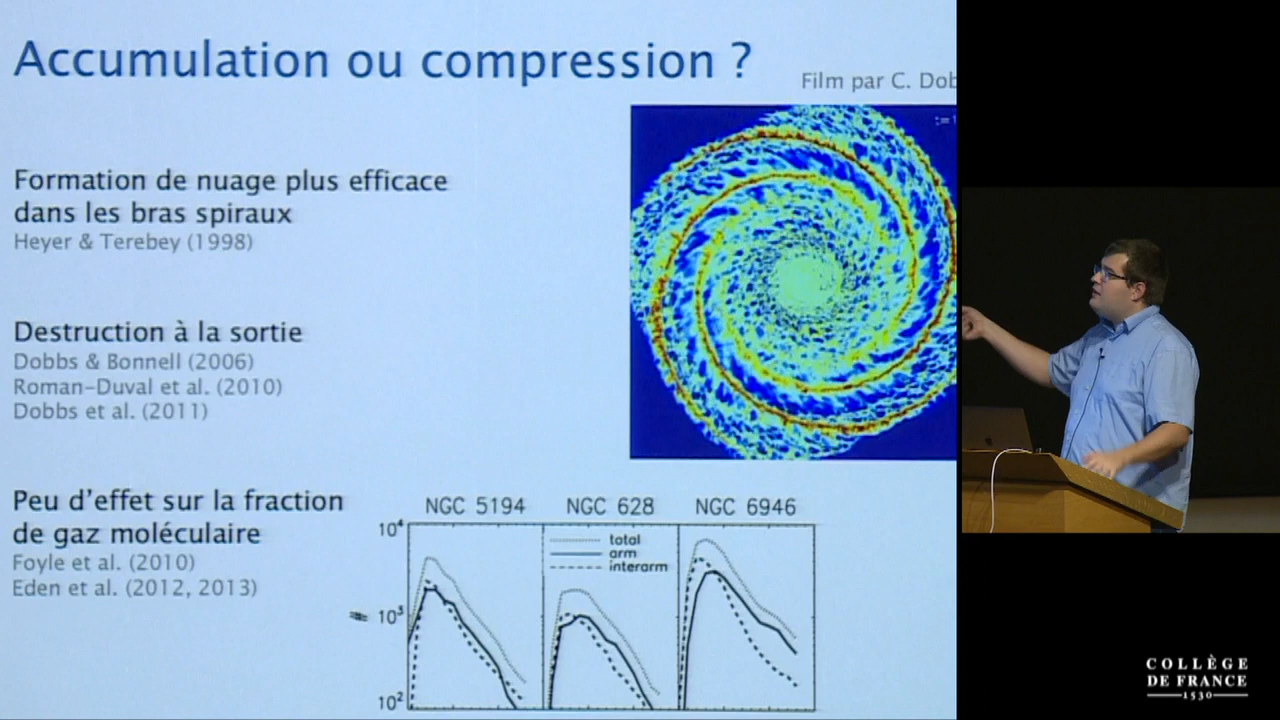 Accumulation ou compression ?
Film par C. Dob
Formation de nuage plus efficace
dans les bras spiraux
Heyer & Terebey (1998)
Destruction à la sortie
Dobbs & Bonnell (2006)
Roman-Duval et al. (2010)
Dobbs et al. (2011)
Peu d'effet sur la fraction
de gaz moléculaire
Foyle et al. (2010)
Eden et al. (2012, 2013)
NGC 5194 NGC 628 NGC 6946
10⁴
total
arm
interarm
# 10³
10²
COLLÈGE
DE FRANCE
1530